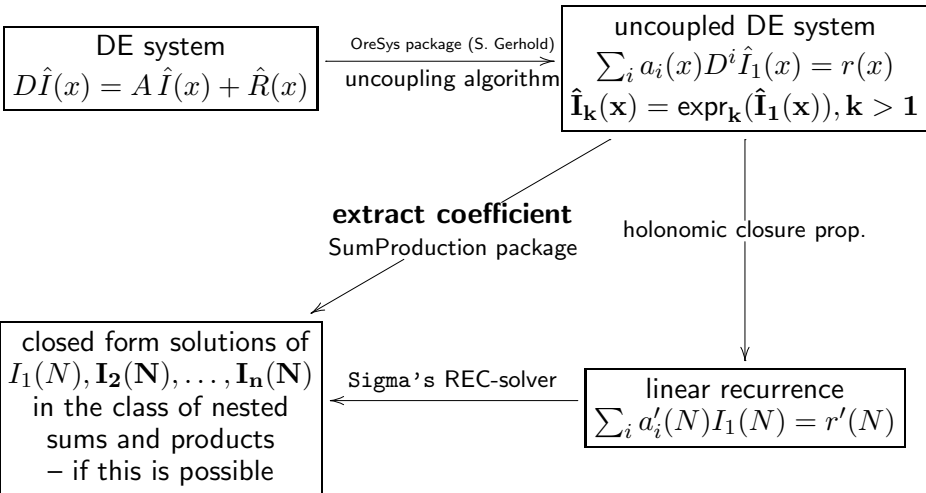 DE system
DÎ(x) = A Î(x) + R̂(x)
OreSys package (S. Gerhold)
uncoupling algorithm
uncoupled DE system
∑_i a_i(x)D^i Î_1(x) = r(x)
Î_k(x) = expr_k(Î_1(x)), k > 1
extract coefficient
SumProduction package
holonomic closure prop.
closed form solutions of
I_1(N), I_2(N), . . . , I_n(N)
in the class of nested
sums and products
– if this is possible
Sigma's REC-solver
linear recurrence
∑_i a'_i(N)I_1(N) = r'(N)